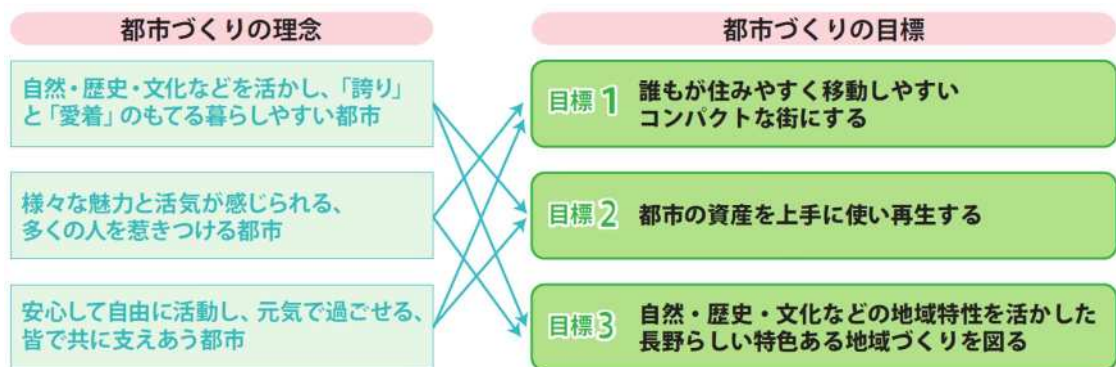 都市づくりの理念
自然・歴史・文化などを活かし、「誇り」
と「愛着」のもてる暮らしやすい都市
様々な魅力と活気が感じられる、
多くの人を惹きつける都市
安心して自由に活動し、元気で過ごせる、
皆で共に支えあう都市
都市づくりの目標
目標1 誰もが住みやすく移動しやすい
コンパクトな街にする
目標2 都市の資産を上手に使い再生する
目標3 自然・歴史・文化などの地域特性を活かした
長野らしい特色ある地域づくりを図る